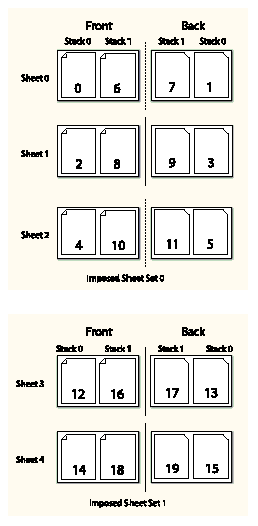 Front Back
Stack 0 Stack 1 Stack 1 Stack 0
Sheet 0
0 6 7 1
Sheet 1
2 8 9 3
Sheet 2
4 10 11 5
Imposed Sheet Set 0
Front Back
Stack 0 Stack 1 Stack 1 Stack 0
Sheet 3
12 16 17 13
Sheet 4
14 18 19 15
Imposed Sheet Set 1